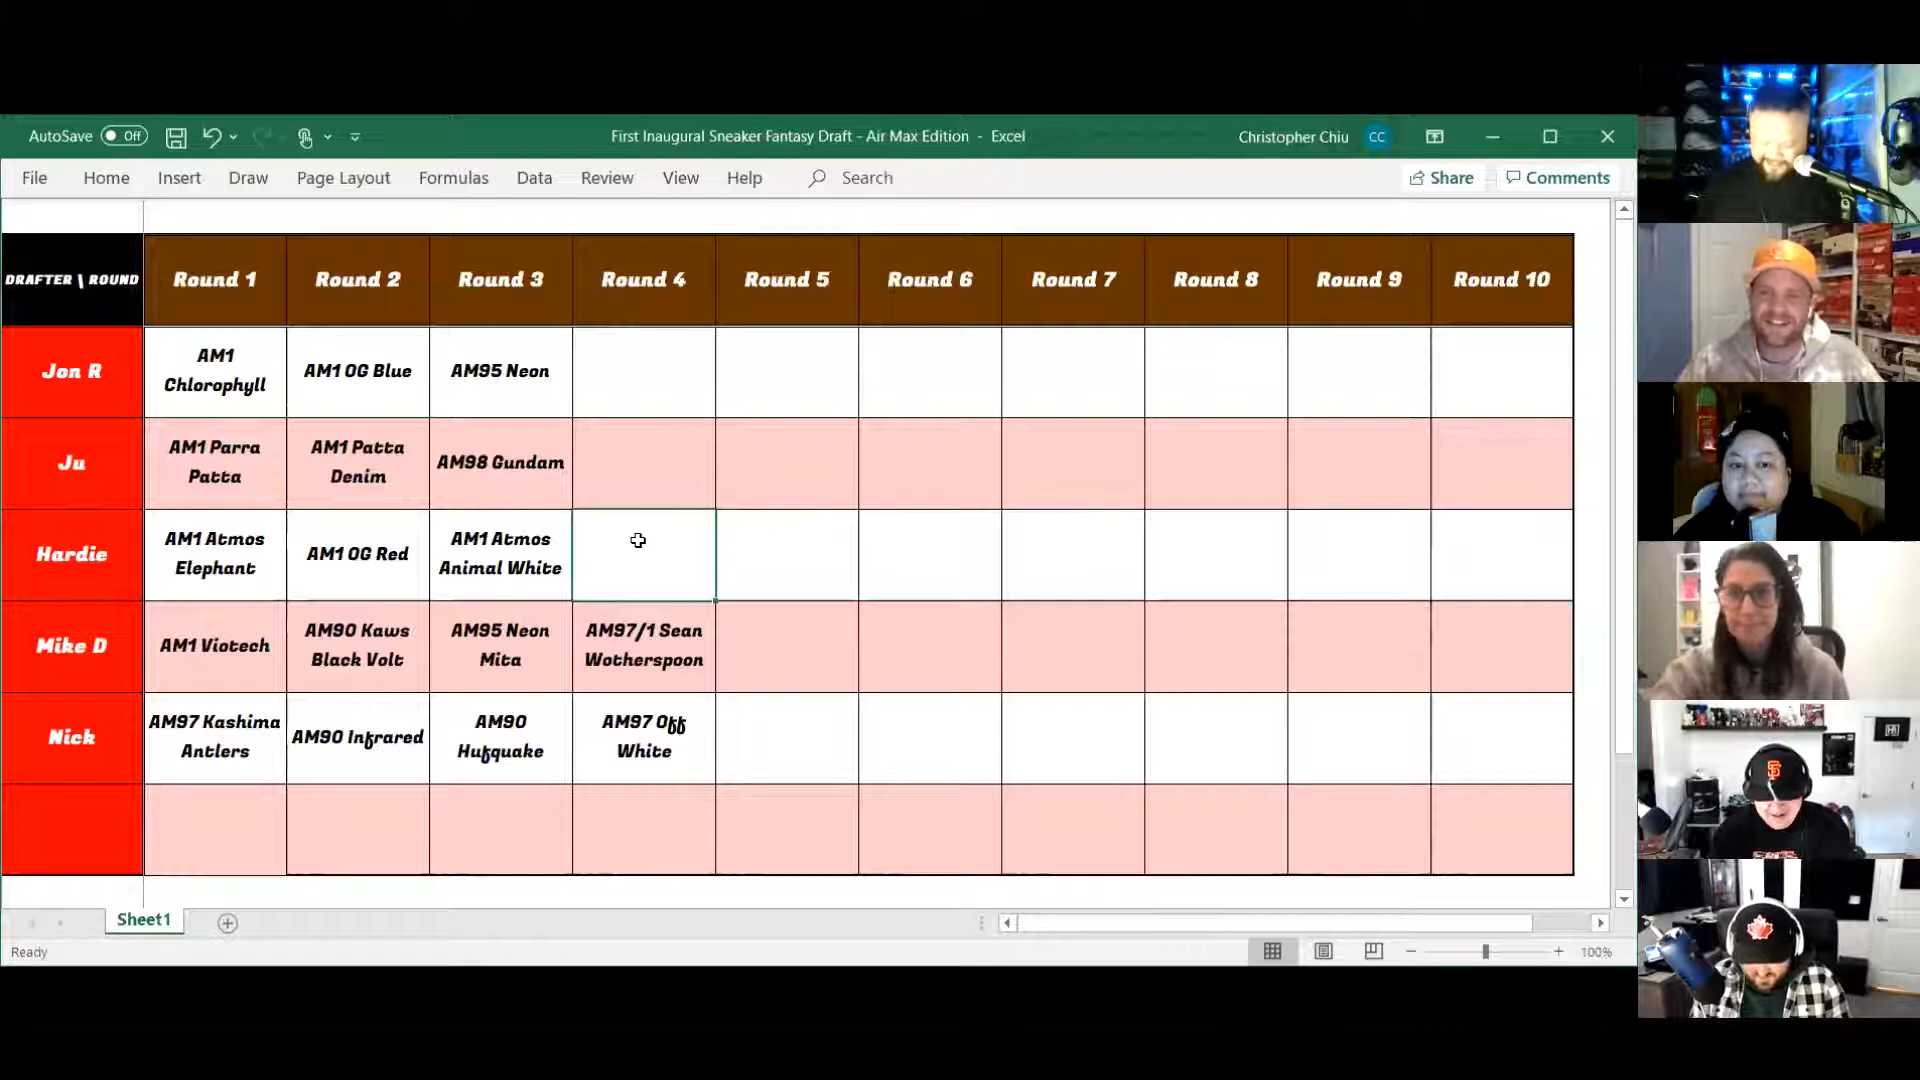 AutoSave Off
First Inaugural Sneaker Fantasy Draft - Air Max Edition - Excel
Christopher Chiu CC
File Home Insert Draw Page Layout Formulas Data Review View Help Search
Share Comments
DRAFTER \ ROUND Round 1 Round 2 Round 3 Round 4 Round 5 Round 6 Round 7 Round 8 Round 9 Round 10
Jon R
AM1
Chlorophyll
AM1 OG Blue
AM95 Neon
Ju
AM1 Parra
Patta
AM1 Patta
Denim
AM98 Gundam
Hardie
AM1 Atmos
Elephant
AM1 OG Red
AM1 Atmos
Animal White
Mike D
AM1 Viotech
AM90 Kaws
Black Volt
AM95 Neon
Mita
AM97/1 Sean
Wotherspoon
Nick
AM97 Kashima
Antlers
AM90 Infrared
AM90
Hufquake
AM97 Off
White
Sheet1
Ready
100%